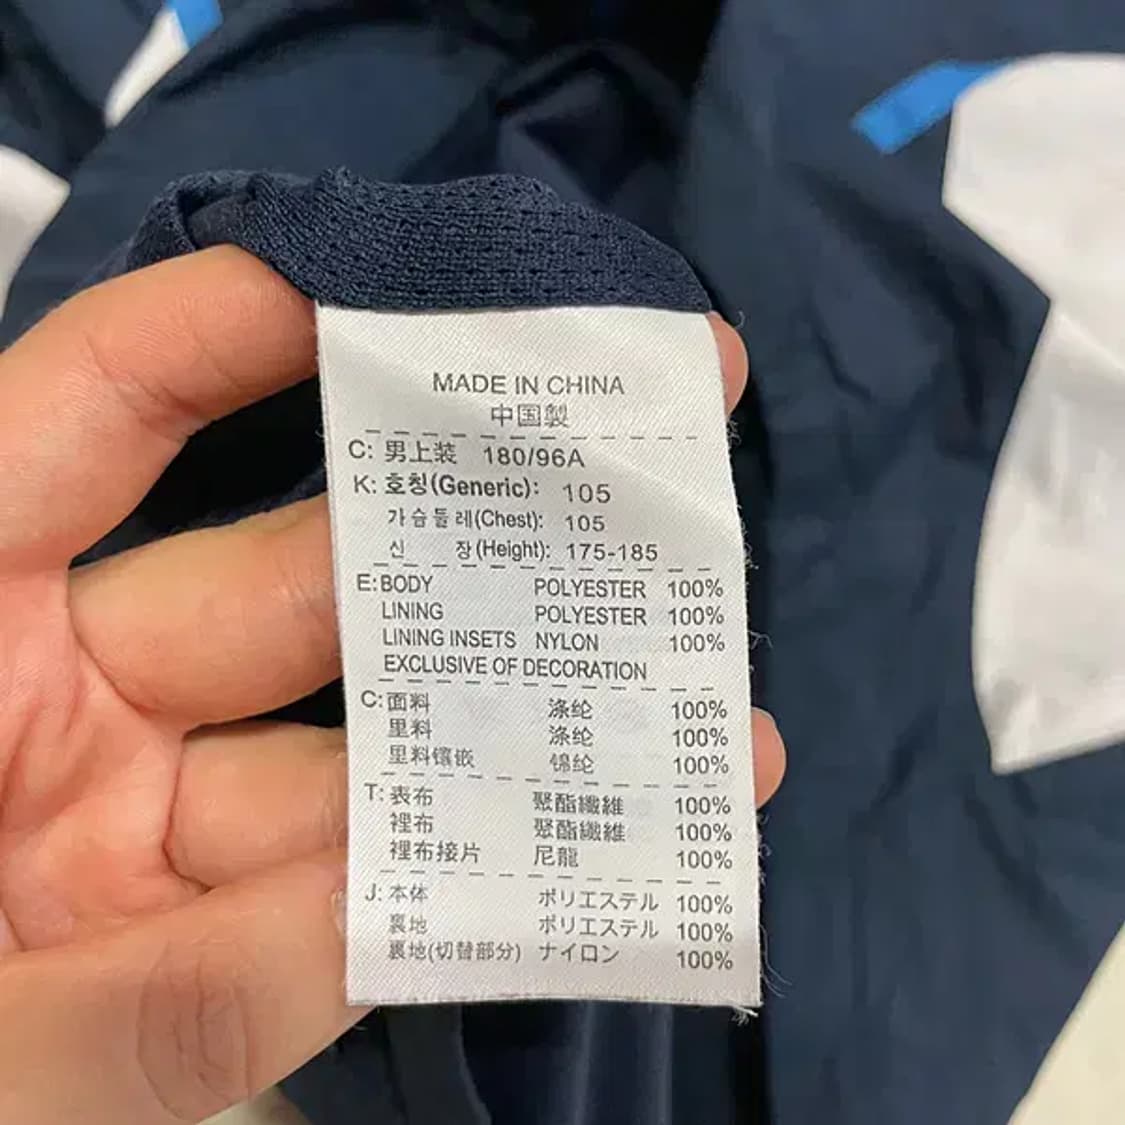 MADE IN CHINA
中国製
C: 男上装 180/96A
K: 호칭(Generic): 105
가슴둘레(Chest): 105
신 장(Height): 175-185
E: BODY POLYESTER 100%
LINING POLYESTER 100%
LINING INSETS NYLON 100%
EXCLUSIVE OF DECORATION
C: 面料 涤纶 100%
里料 涤纶 100%
里料镶嵌 锦纶 100%
T: 表布 聚酯纖維 100%
裡布 聚酯纖維 100%
裡布接片 尼龍 100%
J: 本体 ポリエステル 100%
裏地 ポリエステル 100%
裏地(切替部分) ナイロン 100%